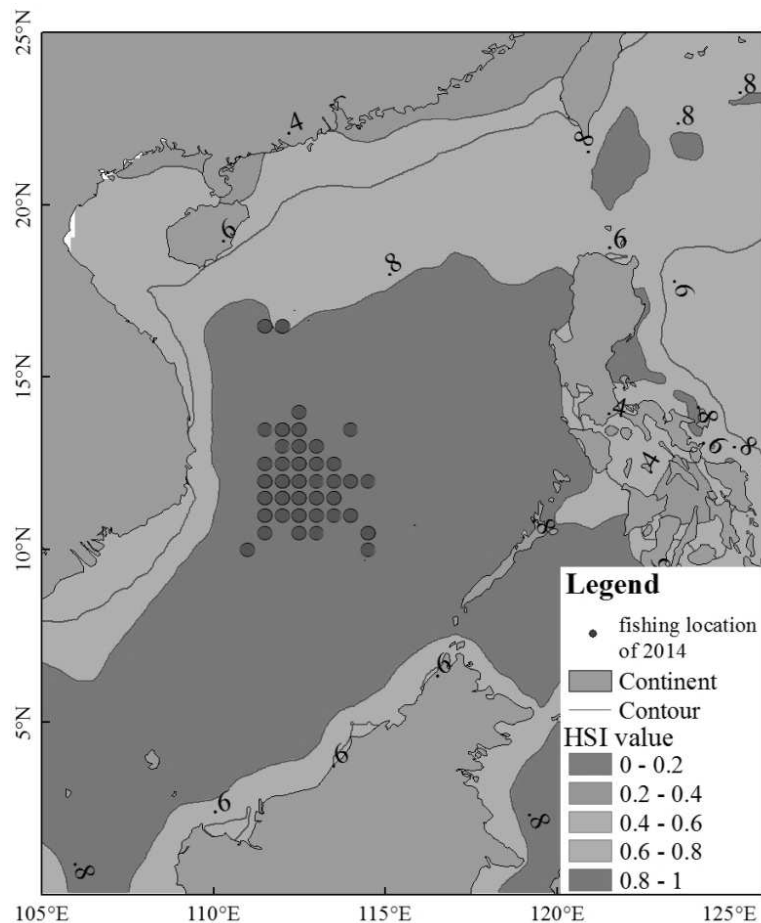 25°N
.8
.8
.4
.8
20°N
.6
.6
.8
.6
15°N
.4
.8
.6
.8
.4
10°N
.8
Legend
fishing location
of 2014
.6
Continent
5°N
Contour
HSI value
.6
0 - 0.2
.6
0.2 - 0.4
.8
0.4 - 0.6
.8
0.6 - 0.8
0.8 - 1
105°E
110°E
115°E
120°E
125°E